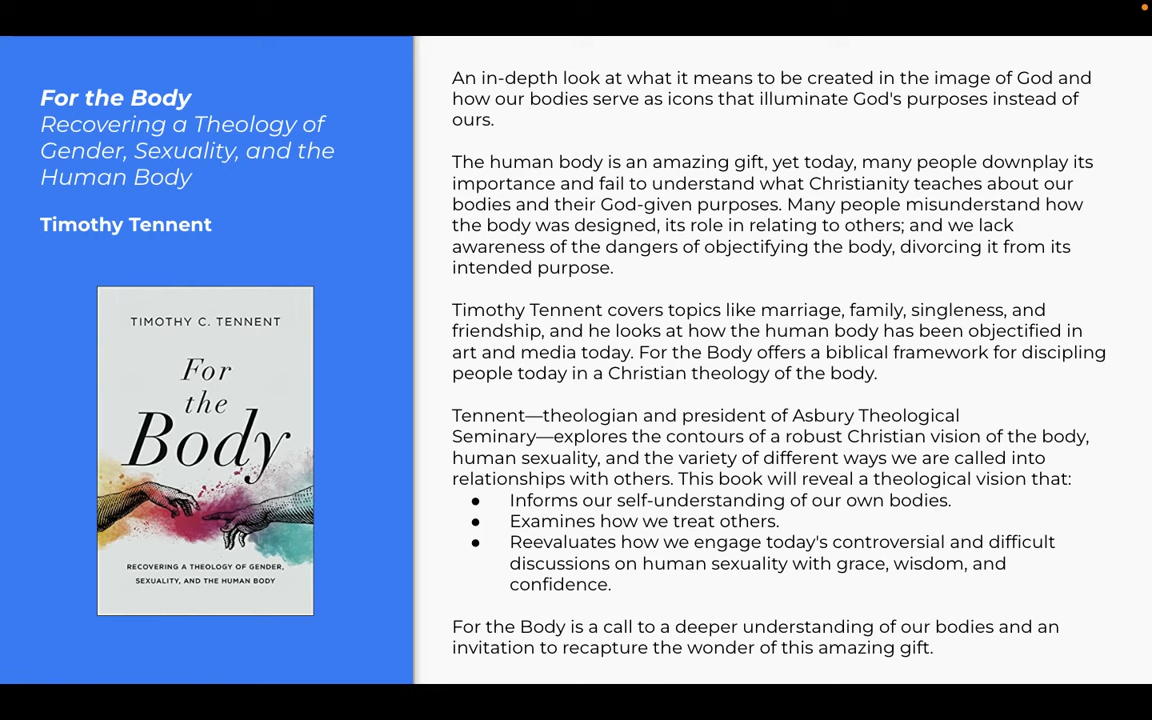 For the Body
Recovering a Theology of
Gender, Sexuality, and the
Human Body
Timothy Tennent
TIMOTHY C. TENNENT
For
the
Body
RECOVERING A THEOLOGY OF GENDER,
SEXUALITY, AND THE HUMAN BODY
An in-depth look at what it means to be created in the image of God and
how our bodies serve as icons that illuminate God's purposes instead of
ours.
The human body is an amazing gift, yet today, many people downplay its
importance and fail to understand what Christianity teaches about our
bodies and their God-given purposes. Many people misunderstand how
the body was designed, its role in relating to others; and we lack
awareness of the dangers of objectifying the body, divorcing it from its
intended purpose.
Timothy Tennent covers topics like marriage, family, singleness, and
friendship, and he looks at how the human body has been objectified in
art and media today. For the Body offers a biblical framework for discipling
people today in a Christian theology of the body.
Tennent—theologian and president of Asbury Theological
Seminary—explores the contours of a robust Christian vision of the body,
human sexuality, and the variety of different ways we are called into
relationships with others. This book will reveal a theological vision that:
● Informs our self-understanding of our own bodies.
● Examines how we treat others.
● Reevaluates how we engage today's controversial and difficult
discussions on human sexuality with grace, wisdom, and
confidence.
For the Body is a call to a deeper understanding of our bodies and an
invitation to recapture the wonder of this amazing gift.